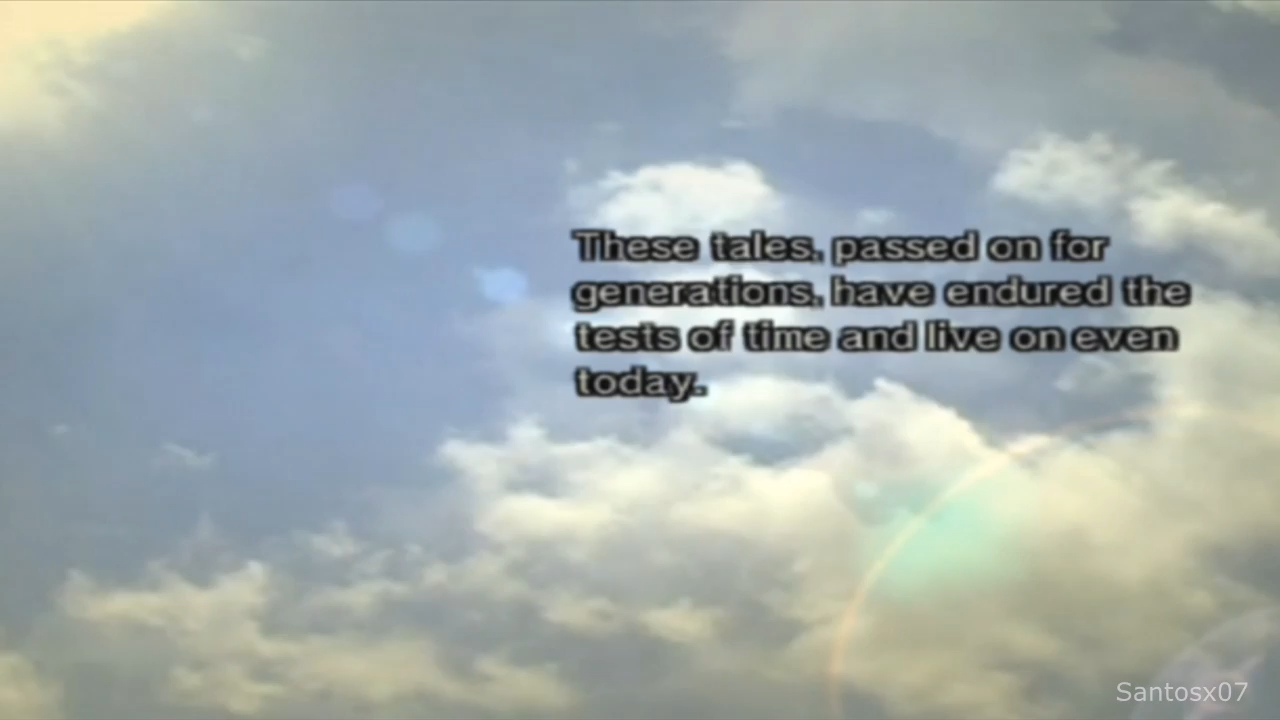 These tales, passed on for
generations, have endured the
tests of time and live on even
today.
Santosx07